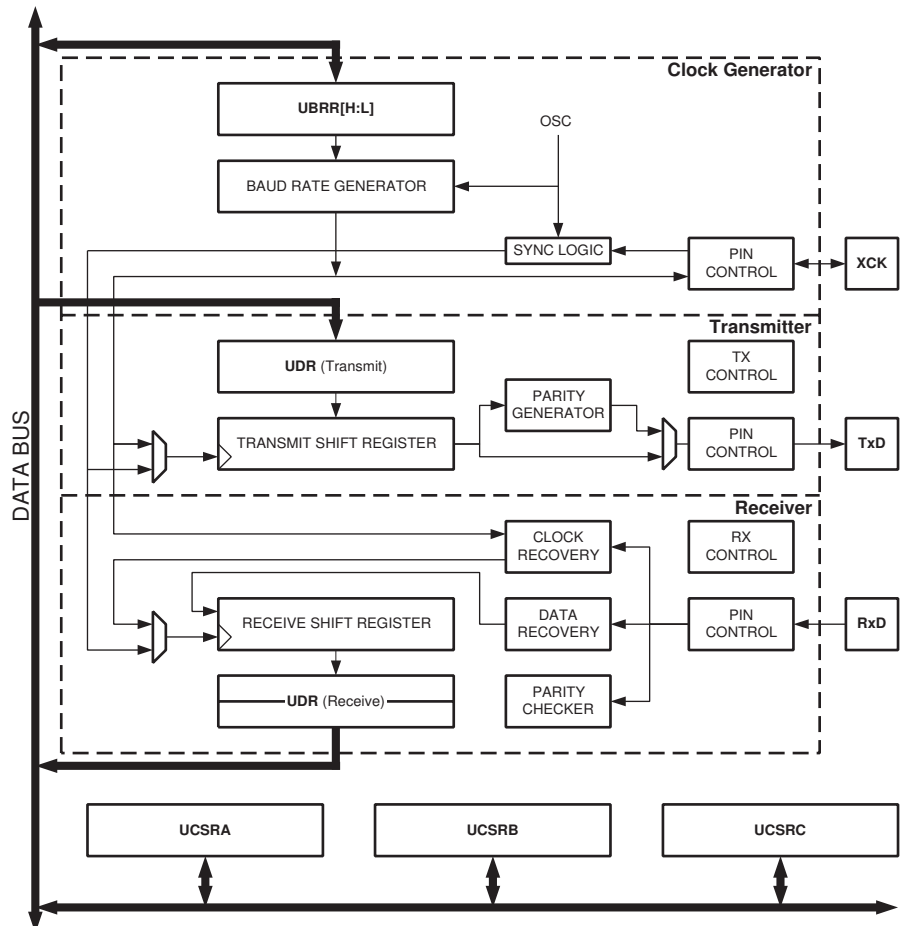 Clock Generator
UBRR[H:L]
OSC
BAUD RATE GENERATOR
SYNC LOGIC
PIN
CONTROL
XCK
Transmitter
UDR (Transmit)
TX
CONTROL
PARITY
GENERATOR
TRANSMIT SHIFT REGISTER
PIN
CONTROL
TxD
DATA BUS
Receiver
CLOCK
RECOVERY
RX
CONTROL
RECEIVE SHIFT REGISTER
DATA
RECOVERY
PIN
CONTROL
RxD
UDR (Receive)
PARITY
CHECKER
UCSRA
UCSRB
UCSRC